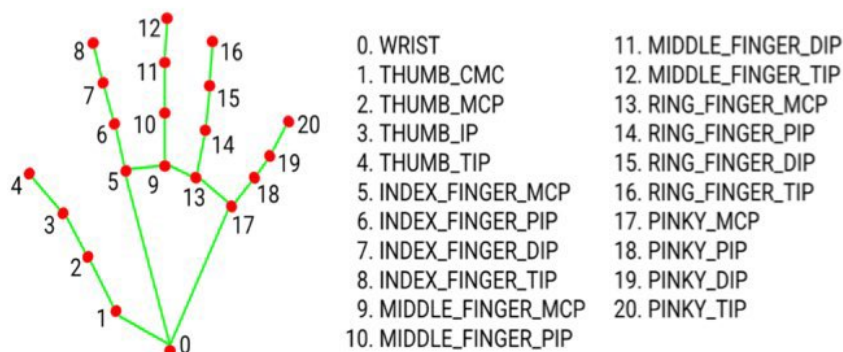 12
8
16
11
7
15
10
6
20
14
4
5
9
19
13
18
3
17
2
1
0
0. WRIST
1. THUMB_CMC
2. THUMB_MCP
3. THUMB_IP
4. THUMB_TIP
5. INDEX_FINGER_MCP
6. INDEX_FINGER_PIP
7. INDEX_FINGER_DIP
8. INDEX_FINGER_TIP
9. MIDDLE_FINGER_MCP
10. MIDDLE_FINGER_PIP
11. MIDDLE_FINGER_DIP
12. MIDDLE_FINGER_TIP
13. RING_FINGER_MCP
14. RING_FINGER_PIP
15. RING_FINGER_DIP
16. RING_FINGER_TIP
17. PINKY_MCP
18. PINKY_PIP
19. PINKY_DIP
20. PINKY_TIP